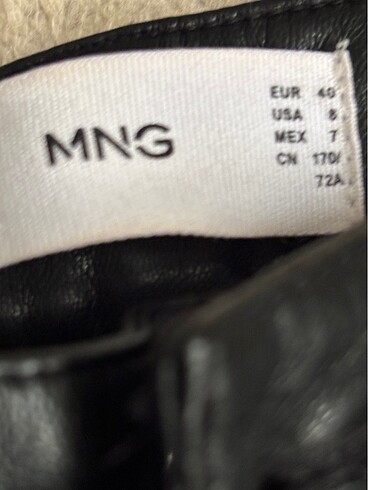 MNG
EUR 40
USA 8
MEX 7
CN 170/
72A